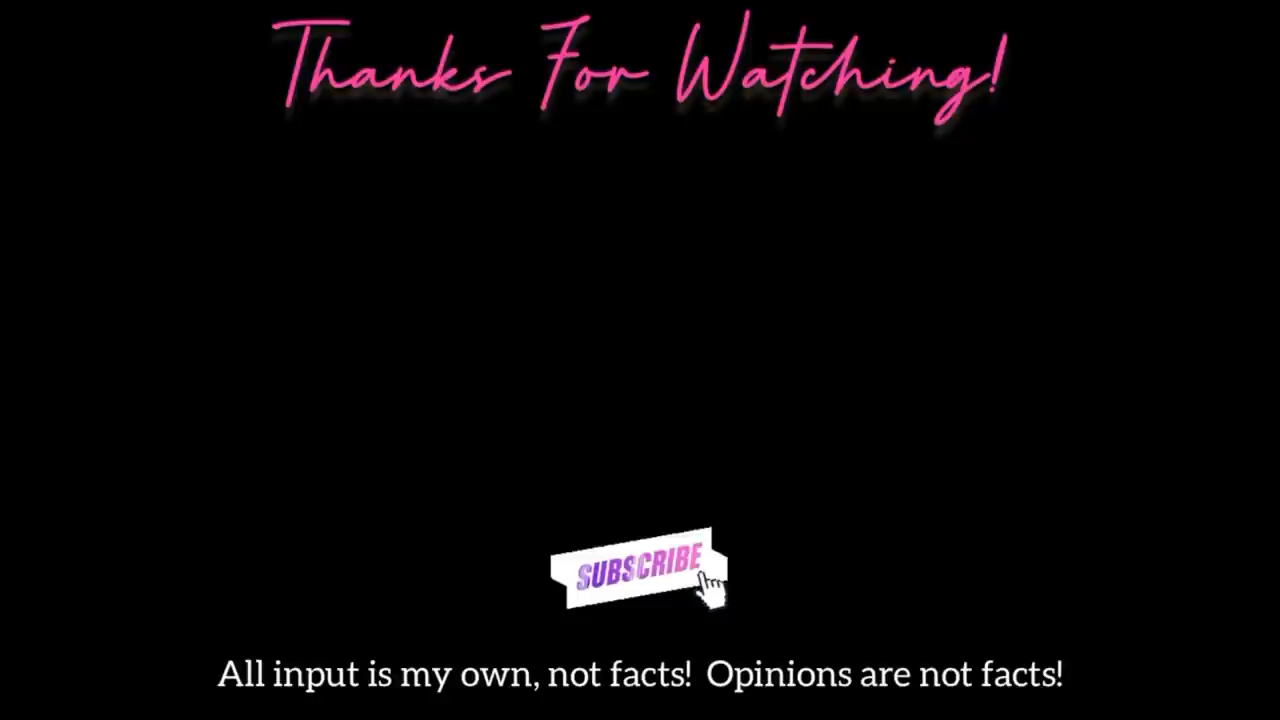 Thanks For Watching!
SUBSCRIBE
All input is my own, not facts! Opinions are not facts!